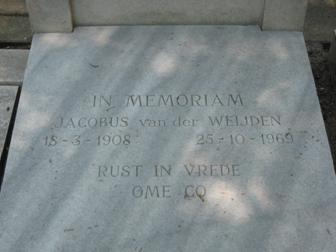 IN MEMORIAM
JACOBUS van der WEIJDEN
18-3-1908 25-10-1969
RUST IN VREDE
OME CO